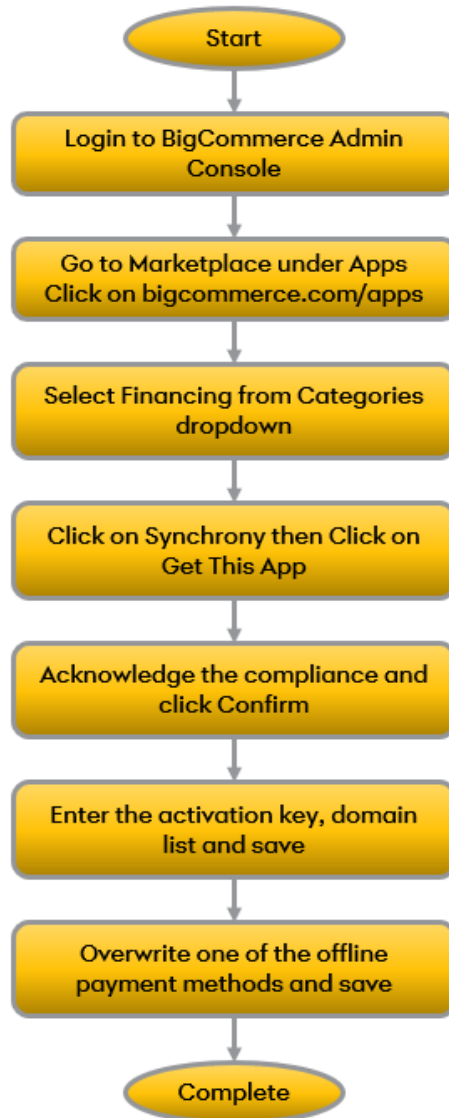 Start
Login to BigCommerce Admin
Console
Go to Marketplace under Apps
Click on bigcommerce.com/apps
Select Financing from Categories
dropdown
Click on Synchrony then Click on
Get This App
Acknowledge the compliance and
click Confirm
Enter the activation key, domain
list and save
Overwrite one of the offline
payment methods and save
Complete